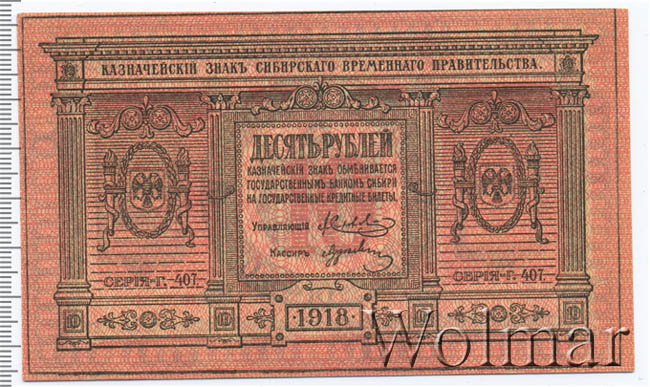 КАЗНАЧЕЙСКІЙ ЗНАКЪ СИБИРСКАГО ВРЕМЕННАГО ПРАВИТЕЛЬСТВА.
ДЕСЯТЬ РУБЛЕЙ
КАЗНАЧЕЙСКІЙ ЗНАКЪ ОБМѢНИВАЕТСЯ
ГОСУДАРСТВЕННЫМЪ БАНКОМЪ СИБИРИ
НА ГОСУДАРСТВЕННЫЕ КРЕДИТНЫЕ БИЛЕТЫ.
УПРАВЛЯЮЩІЙ
КАССИРЪ
СЕРІЯ-Г. 407.
СЕРІЯ-Г. 407.
10
10
·1918·
Wolmar